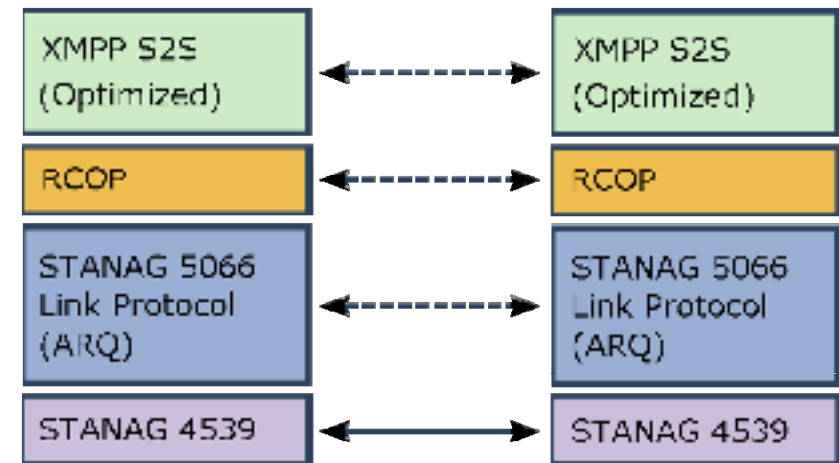 XMPP S2S
(Optimized)
XMPP S2S
(Optimized)
RCOP
RCOP
STANAG 5066
Link Protocol
(ARQ)
STANAG 5066
Link Protocol
(ARQ)
STANAG 4539
STANAG 4539